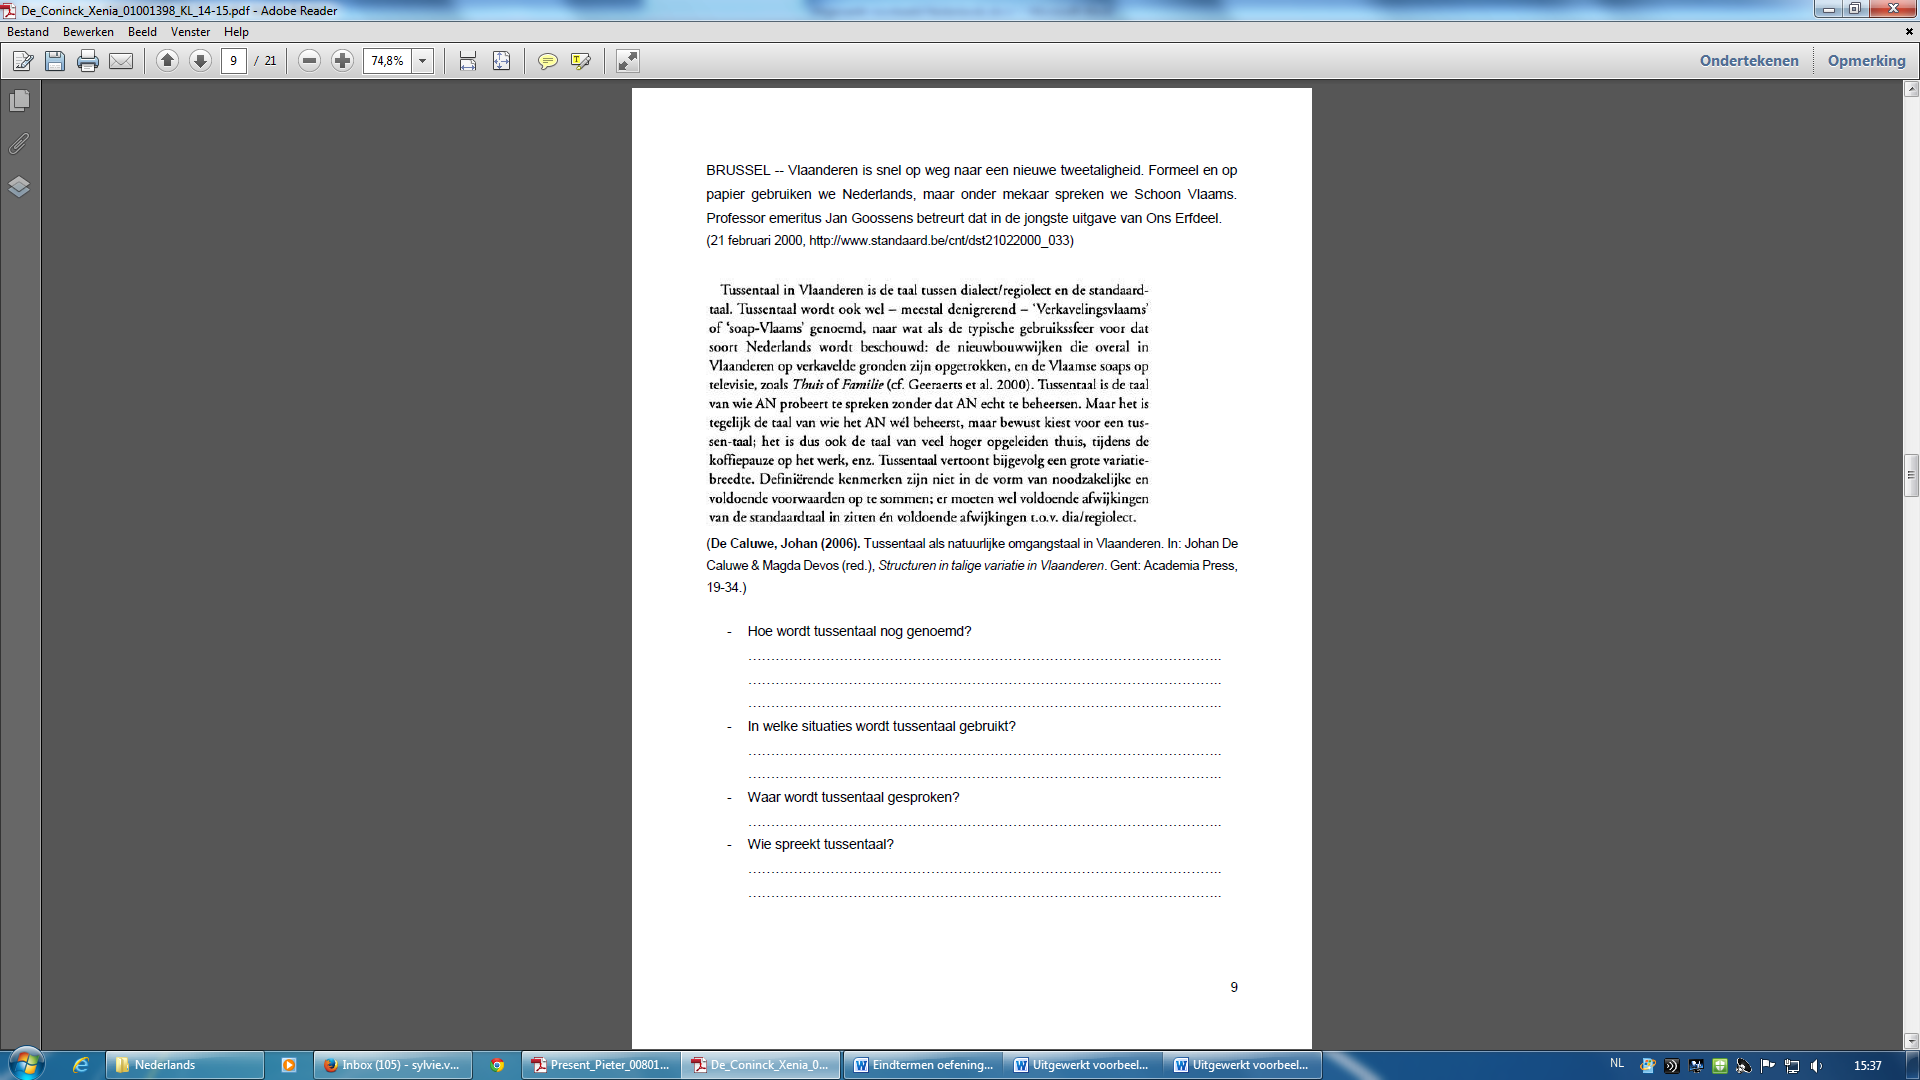 De_Coninck_Xenia_01001398_KL_14-15.pdf - Adobe Reader
Bestand Bewerken Beeld Venster Help
9 / 21 74,8% Ondertekenen Opmerking
BRUSSEL -- Vlaanderen is snel op weg naar een nieuwe tweetaligheid. Formeel en op
papier gebruiken we Nederlands, maar onder mekaar spreken we Schoon Vlaams.
Professor emeritus Jan Goossens betreurt dat in de jongste uitgave van Ons Erfdeel.
(21 februari 2000, http://www.standaard.be/cnt/dst21022000_033)
Tussentaal in Vlaanderen is de taal tussen dialect/regiolect en de standaard-
taal. Tussentaal wordt ook wel – meestal denigrerend – ‘Verkavelingsvlaams’
of ‘soap-Vlaams’ genoemd, naar wat als de typische gebruikssfeer voor dat
soort Nederlands wordt beschouwd: de nieuwbouwwijken die overal in
Vlaanderen op verkavelde gronden zijn opgetrokken, en de Vlaamse soaps op
televisie, zoals Thuis of Familie (cf. Geeraerts et al. 2000). Tussentaal is de taal
van wie AN probeert te spreken zonder dat AN echt te beheersen. Maar het is
tegelijk de taal van wie het AN wél beheerst, maar bewust kiest voor een tus-
sen-taal; het is dus ook de taal van veel hoger opgeleiden thuis, tijdens de
koffiepauze op het werk, enz. Tussentaal vertoont bijgevolg een grote variatie-
breedte. Definiërende kenmerken zijn niet in de vorm van noodzakelijke en
voldoende voorwaarden op te sommen; er moeten wel voldoende afwijkingen
van de standaardtaal in zitten én voldoende afwijkingen t.o.v. dia/regiolect.
(De Caluwe, Johan (2006). Tussentaal als natuurlijke omgangstaal in Vlaanderen. In: Johan De
Caluwe & Magda Devos (red.), Structuren in talige variatie in Vlaanderen. Gent: Academia Press,
19-34.)
- Hoe wordt tussentaal nog genoemd?
…………………………………………………………………………………………..
…………………………………………………………………………………………..
…………………………………………………………………………………………..
- In welke situaties wordt tussentaal gebruikt?
…………………………………………………………………………………………..
…………………………………………………………………………………………..
- Waar wordt tussentaal gesproken?
…………………………………………………………………………………………..
- Wie spreekt tussentaal?
…………………………………………………………………………………………..
…………………………………………………………………………………………..
9
Nederlands Inbox (105) - sylvie.v... Present_Pieter_00801... De_Coninck_Xenia_0... Eindtermen oefening... Uitgewerkt voorbeel... Uitgewerkt voorbeel... NL 15:37